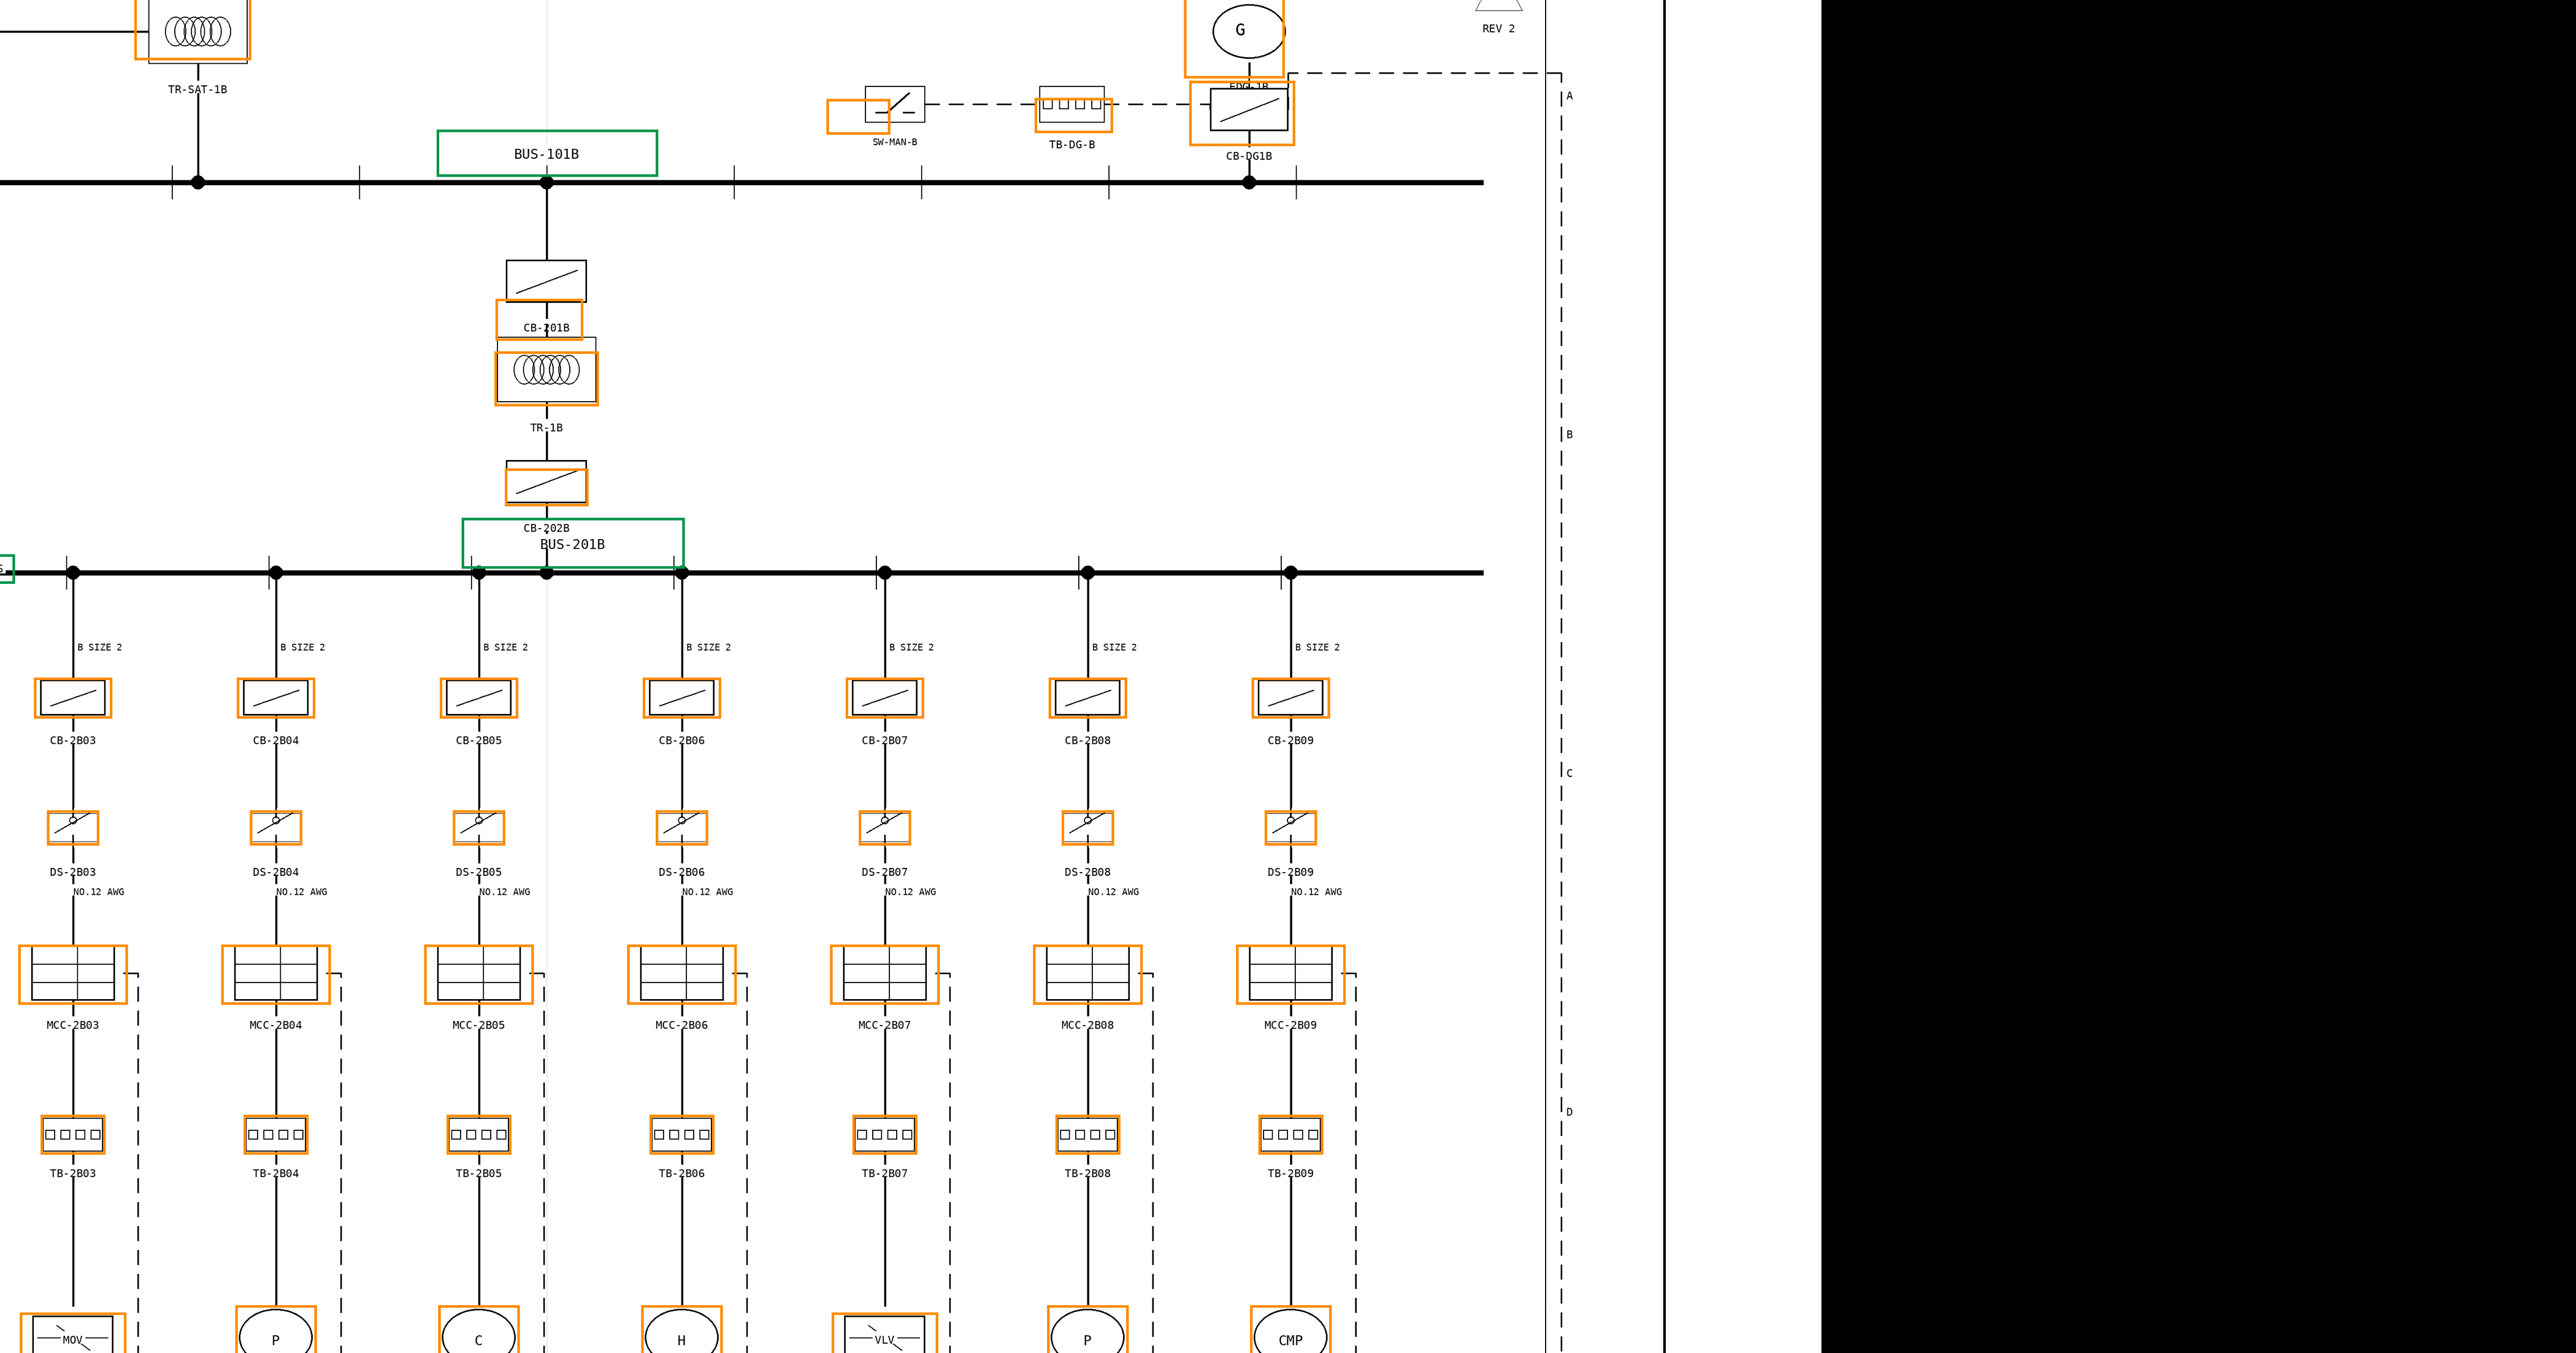 G
REV 2
EDG-1B
TR-SAT-1B
A
SW-MAN-B
TB-DG-B
BUS-101B
CB-DG1B
CB-201B
TR-1B
B
CB-202B
BUS-201B
B SIZE 2 B SIZE 2 B SIZE 2 B SIZE 2 B SIZE 2 B SIZE 2 B SIZE 2
CB-2B03 CB-2B04 CB-2B05 CB-2B06 CB-2B07 CB-2B08 CB-2B09
C
DS-2B03 DS-2B04 DS-2B05 DS-2B06 DS-2B07 DS-2B08 DS-2B09
NO.12 AWG NO.12 AWG NO.12 AWG NO.12 AWG NO.12 AWG NO.12 AWG NO.12 AWG
MCC-2B03 MCC-2B04 MCC-2B05 MCC-2B06 MCC-2B07 MCC-2B08 MCC-2B09
D
TB-2B03 TB-2B04 TB-2B05 TB-2B06 TB-2B07 TB-2B08 TB-2B09
MOV P C H VLV P CMP